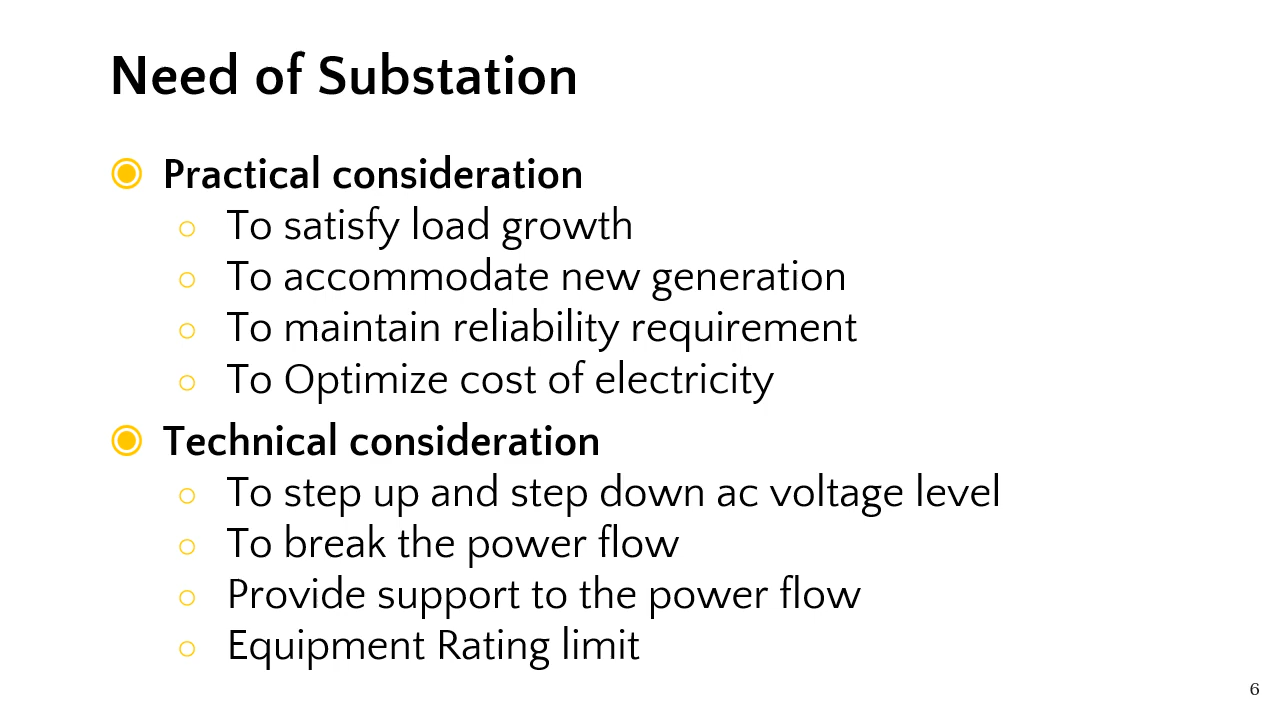 Need of Substation
Practical consideration
To satisfy load growth
To accommodate new generation
To maintain reliability requirement
To Optimize cost of electricity
Technical consideration
To step up and step down ac voltage level
To break the power flow
Provide support to the power flow
Equipment Rating limit
6